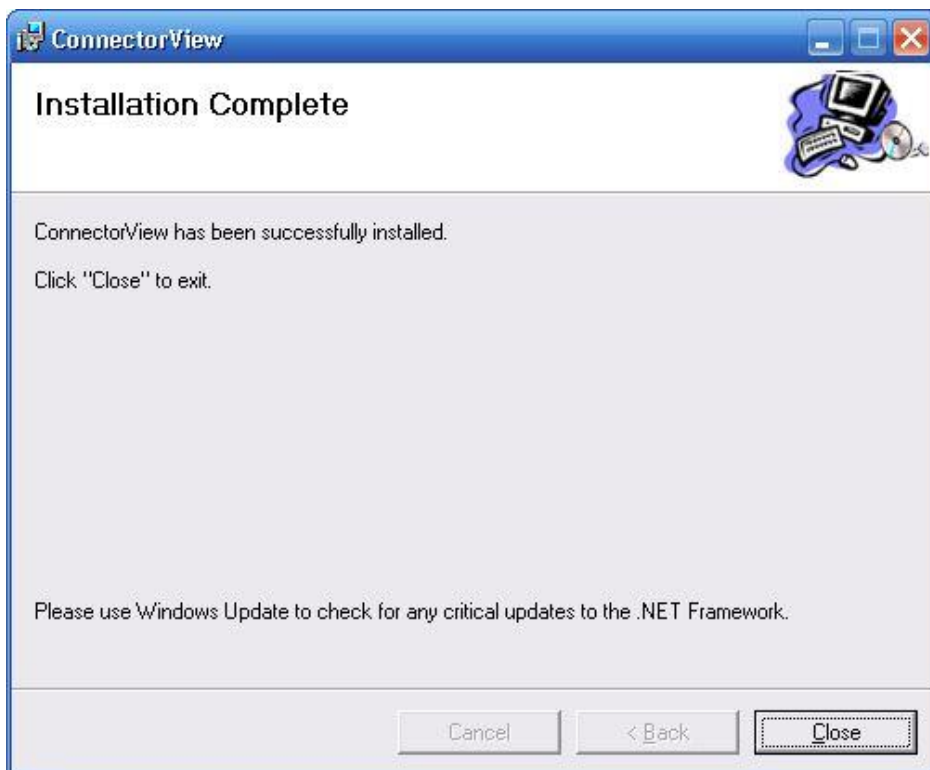 ConnectorView
Installation Complete
ConnectorView has been successfully installed.
Click "Close" to exit.
Please use Windows Update to check for any critical updates to the .NET Framework.
Cancel
< Back
Close